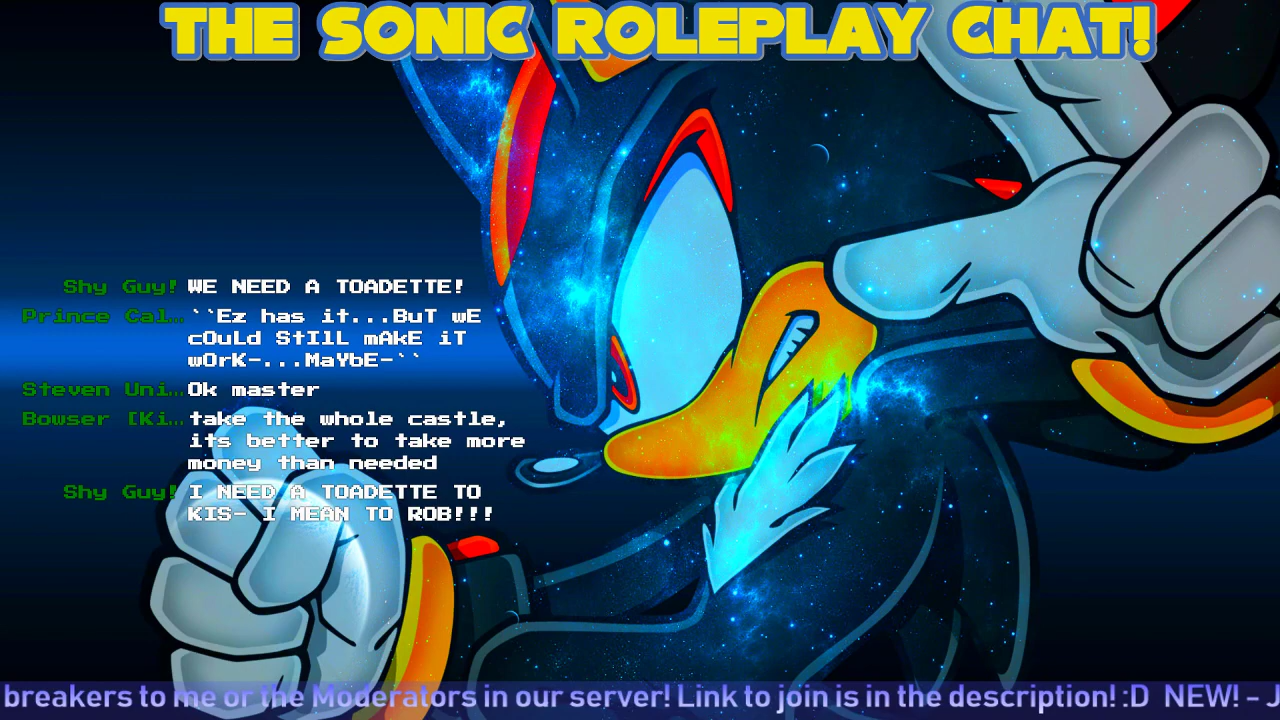 THE SONIC ROLEPLAY CHAT!
Shy Guy! WE NEED A TOADETTE!
Prince Cal… ``Ez has it...BuT wE
cOuLd StIlL mAkE iT
wOrK-...MaYbE-``
Steven Uni… Ok master
Bowser [Ki… take the whole castle,
its better to take more
money than needed
Shy Guy! I NEED A TOADETTE TO
KIS- I MEAN TO ROB!!!
breakers to me or the Moderators in our server! Link to join is in the description! :D NEW! - J